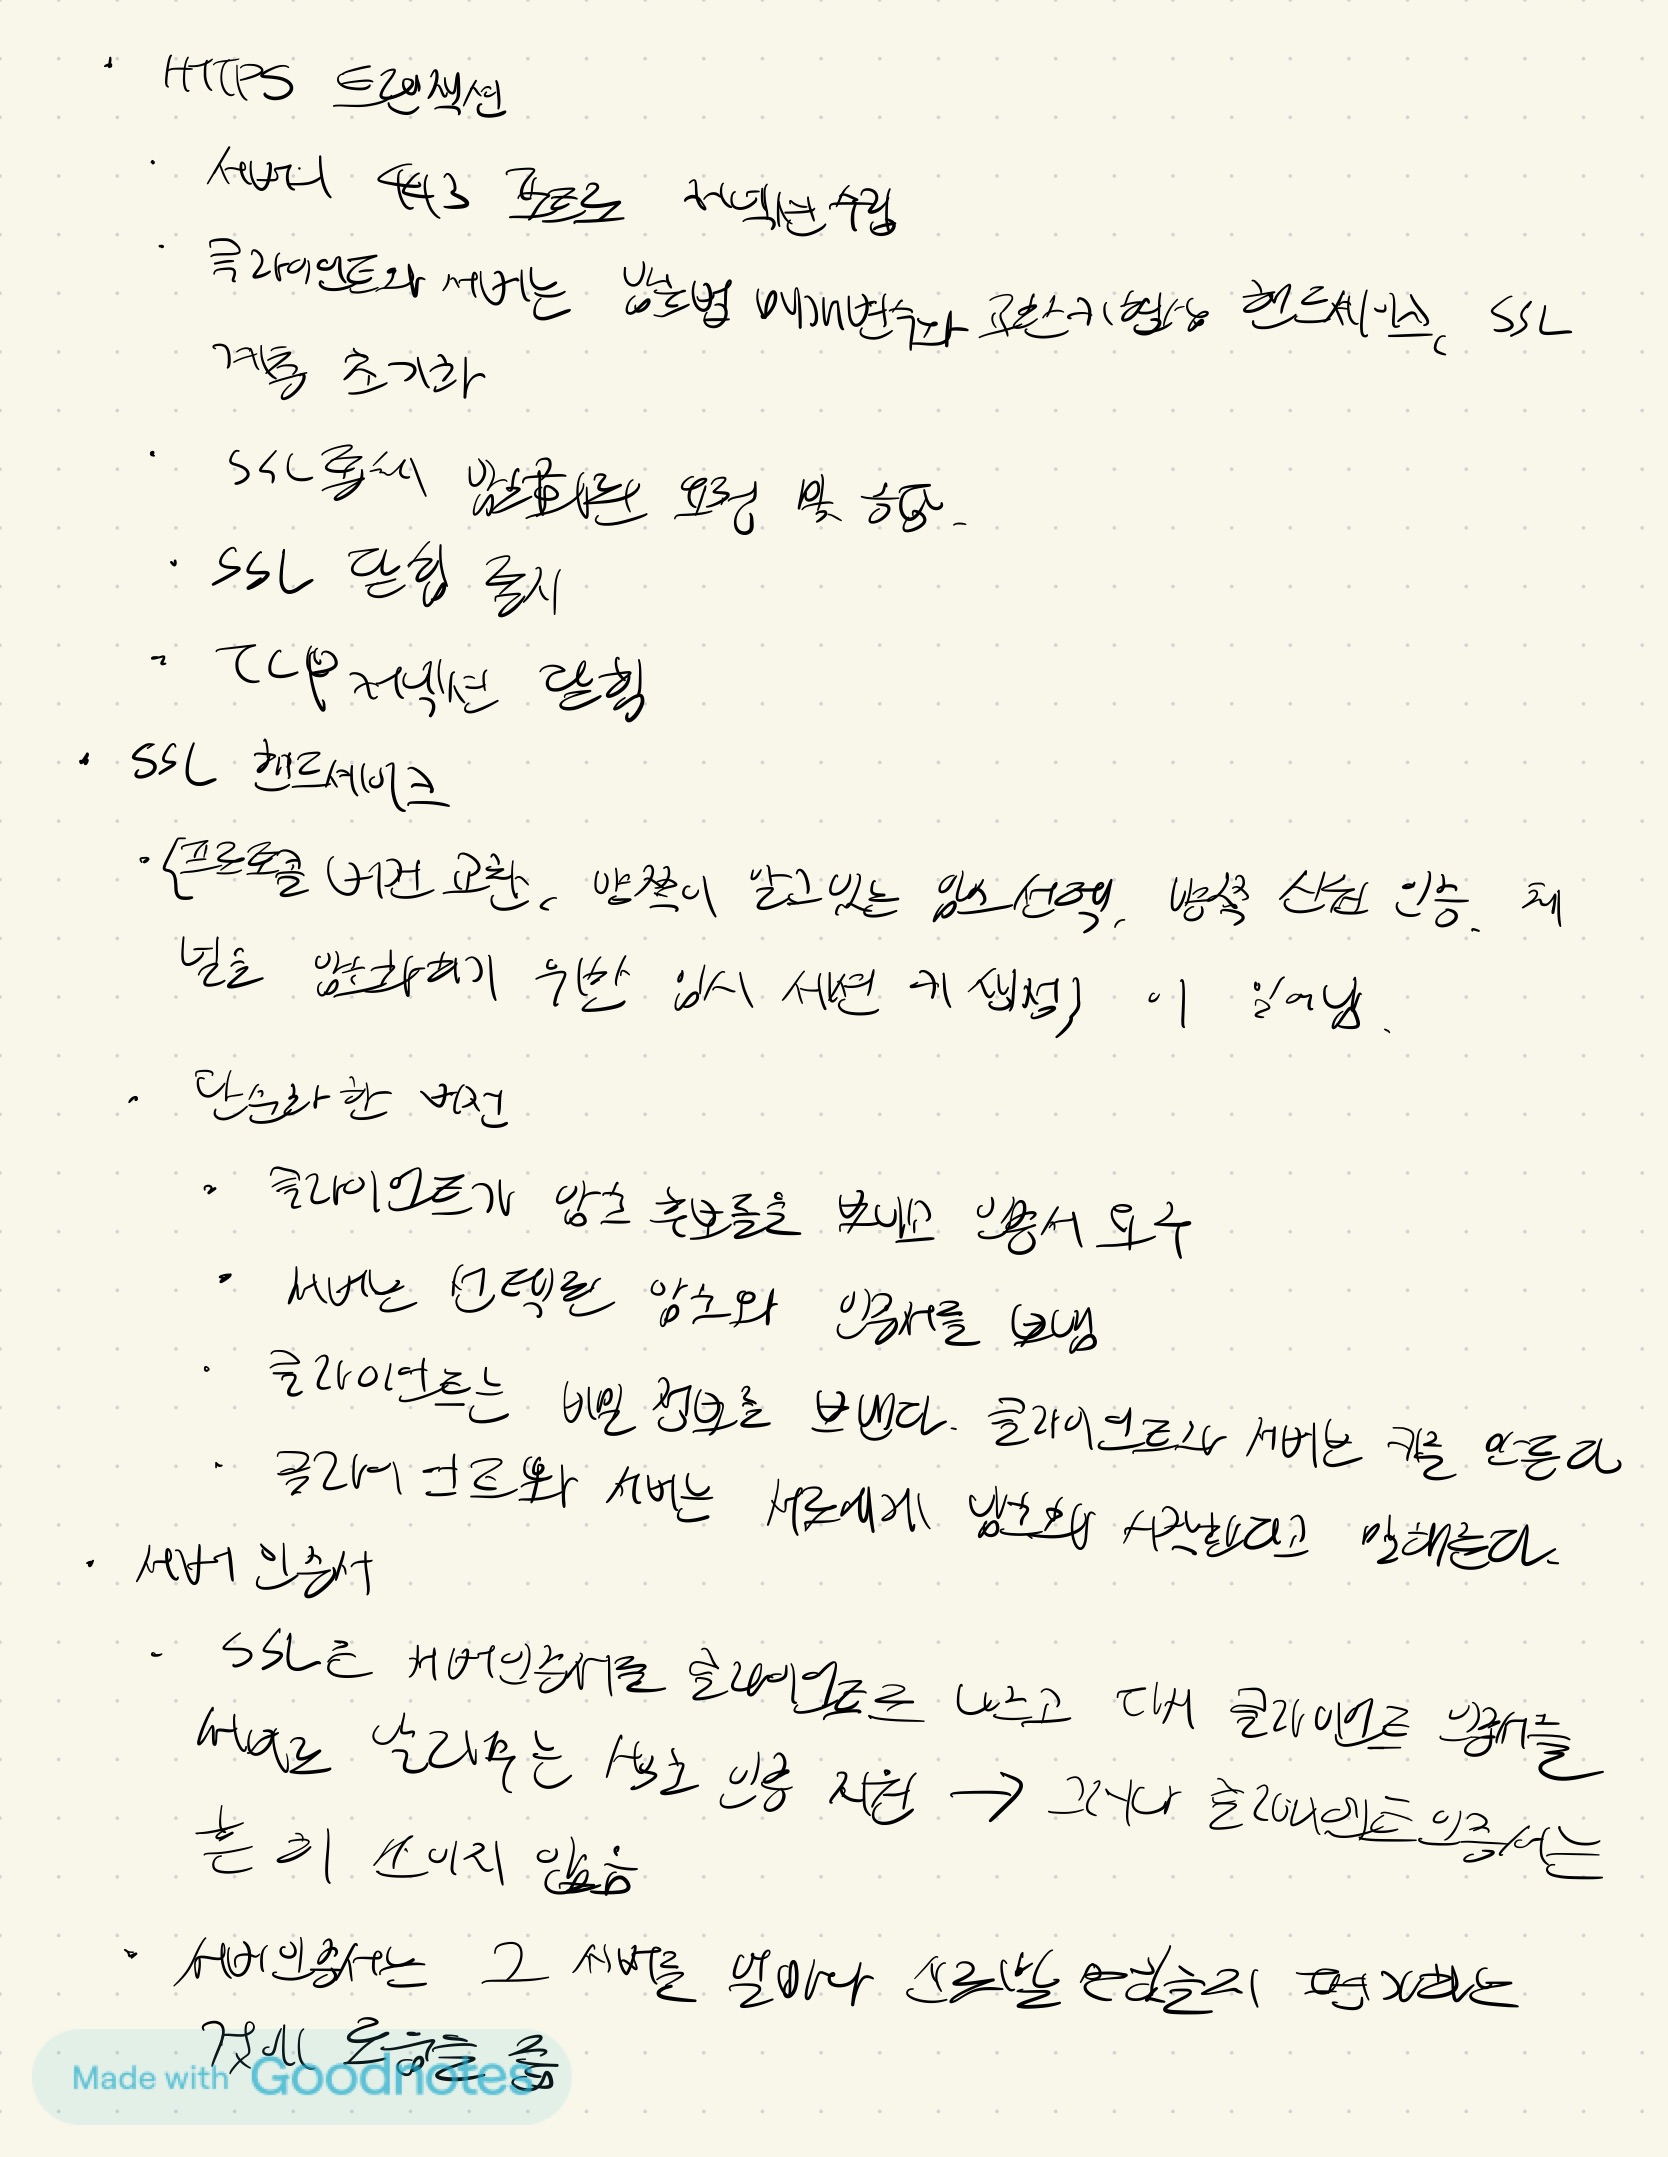 · HTTPS 트랜잭션
· 서버의 443 포트로 커넥션 수립
· 클라이언트와 서버는 암호법 매개변수와 교환 키 협상 핸드셰이크, SSL
계층 초기화
· SSL을 암호화된 요청 및 응답.
· SSL 닫힘 통지
· TCP 커넥션 닫힘
· SSL 핸드셰이크
· {프로토콜 버전 교환, 양쪽이 알고있는 암호 선택, 양쪽 신원 인증, 채
널을 암호화하기 위한 임시 세션 키 생성} 이 일어남.
· 단순화 한 버전
· 클라이언트가 암호 후보들을 보내고 인증서 요구
· 서버는 선택된 암호와 인증서를 보냄
· 클라이언트는 비밀 정보를 보낸다. 클라이언트와 서버는 키를 만든다
· 클라이언트와 서버는 서로에게 암호화 시작한다고 말해준다.
· 서버 인증서
· SSL은 서버인증서를 클라이언트로 나르고 다시 클라이언트 인증서를
서버로 날라주는 상호 인증 지원 → 그러나 클라이언트 인증서는
흔히 쓰이지 않음
· 서버인증서는 그 서버를 얼마나 신뢰할 평가하는
것에 도움을 줌
Made with Goodnotes